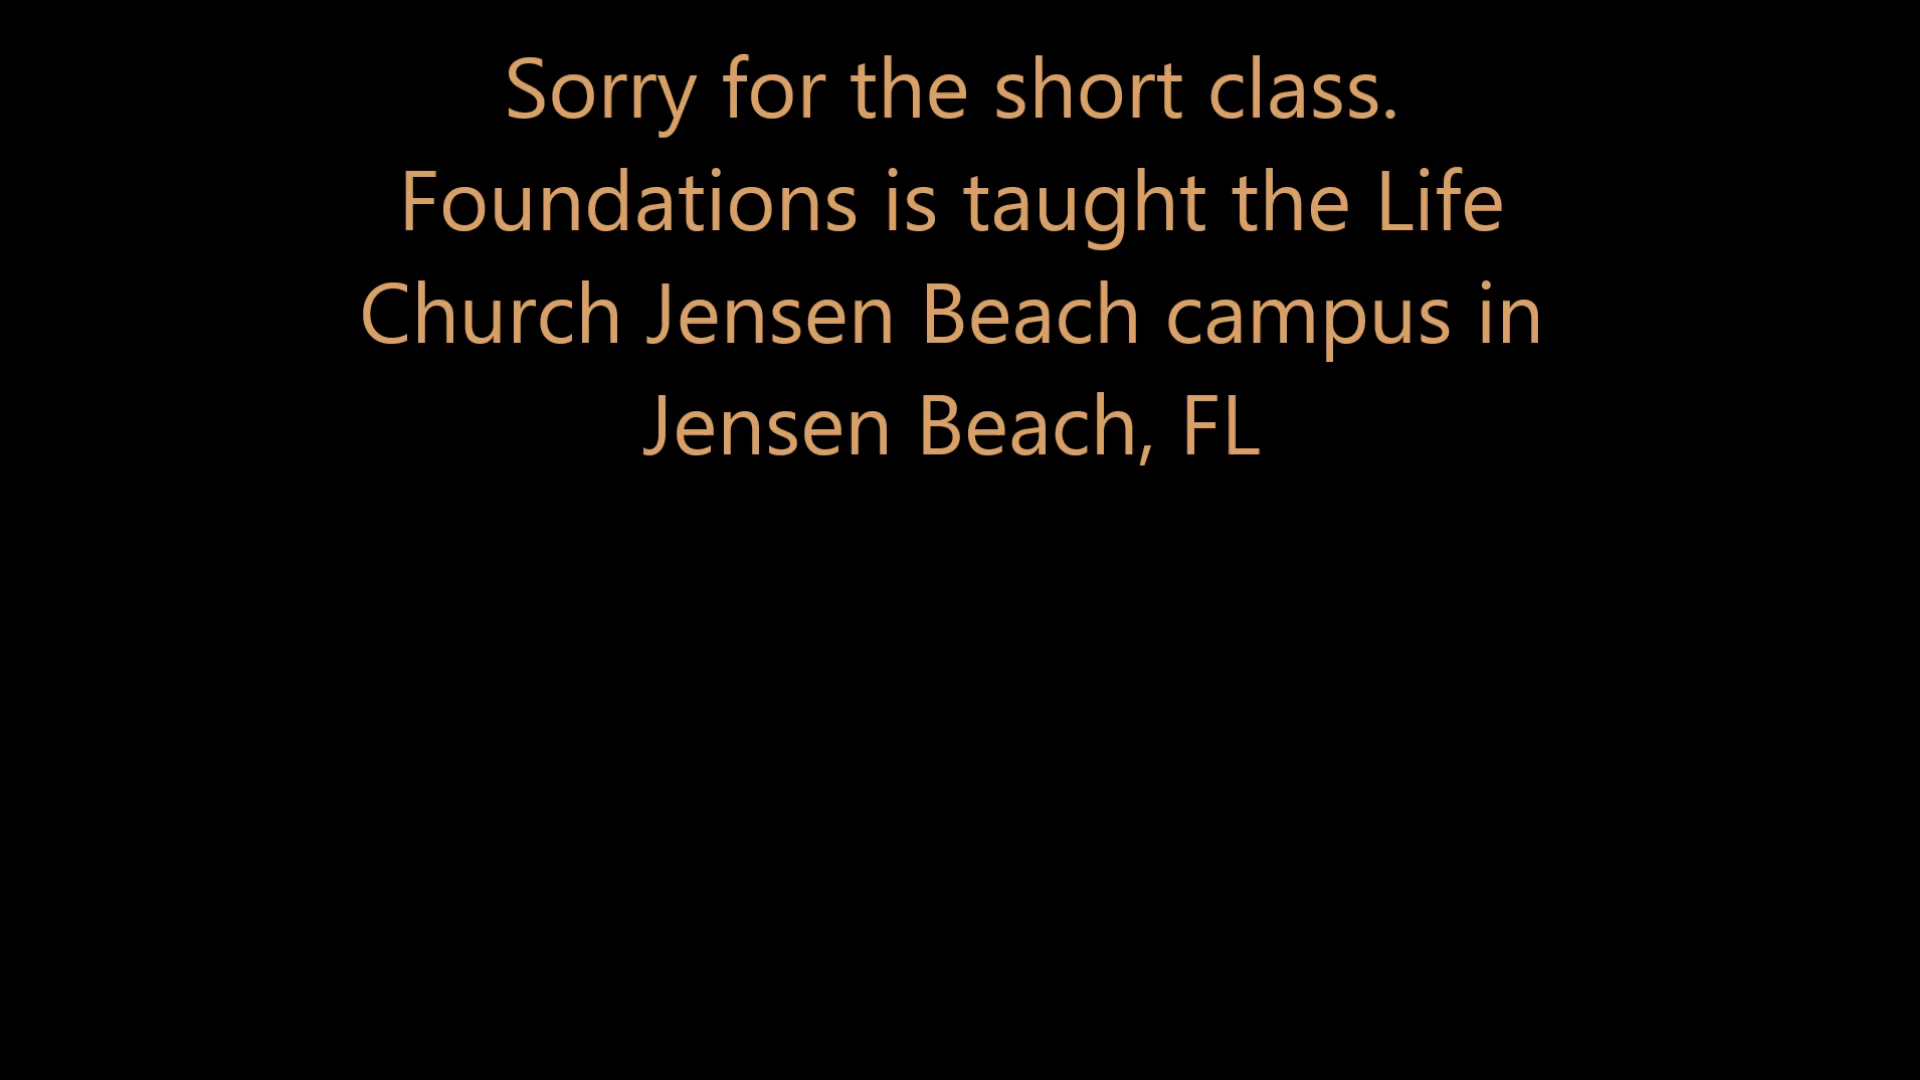 Sorry for the short class.
Foundations is taught the Life
Church Jensen Beach campus in
Jensen Beach, FL